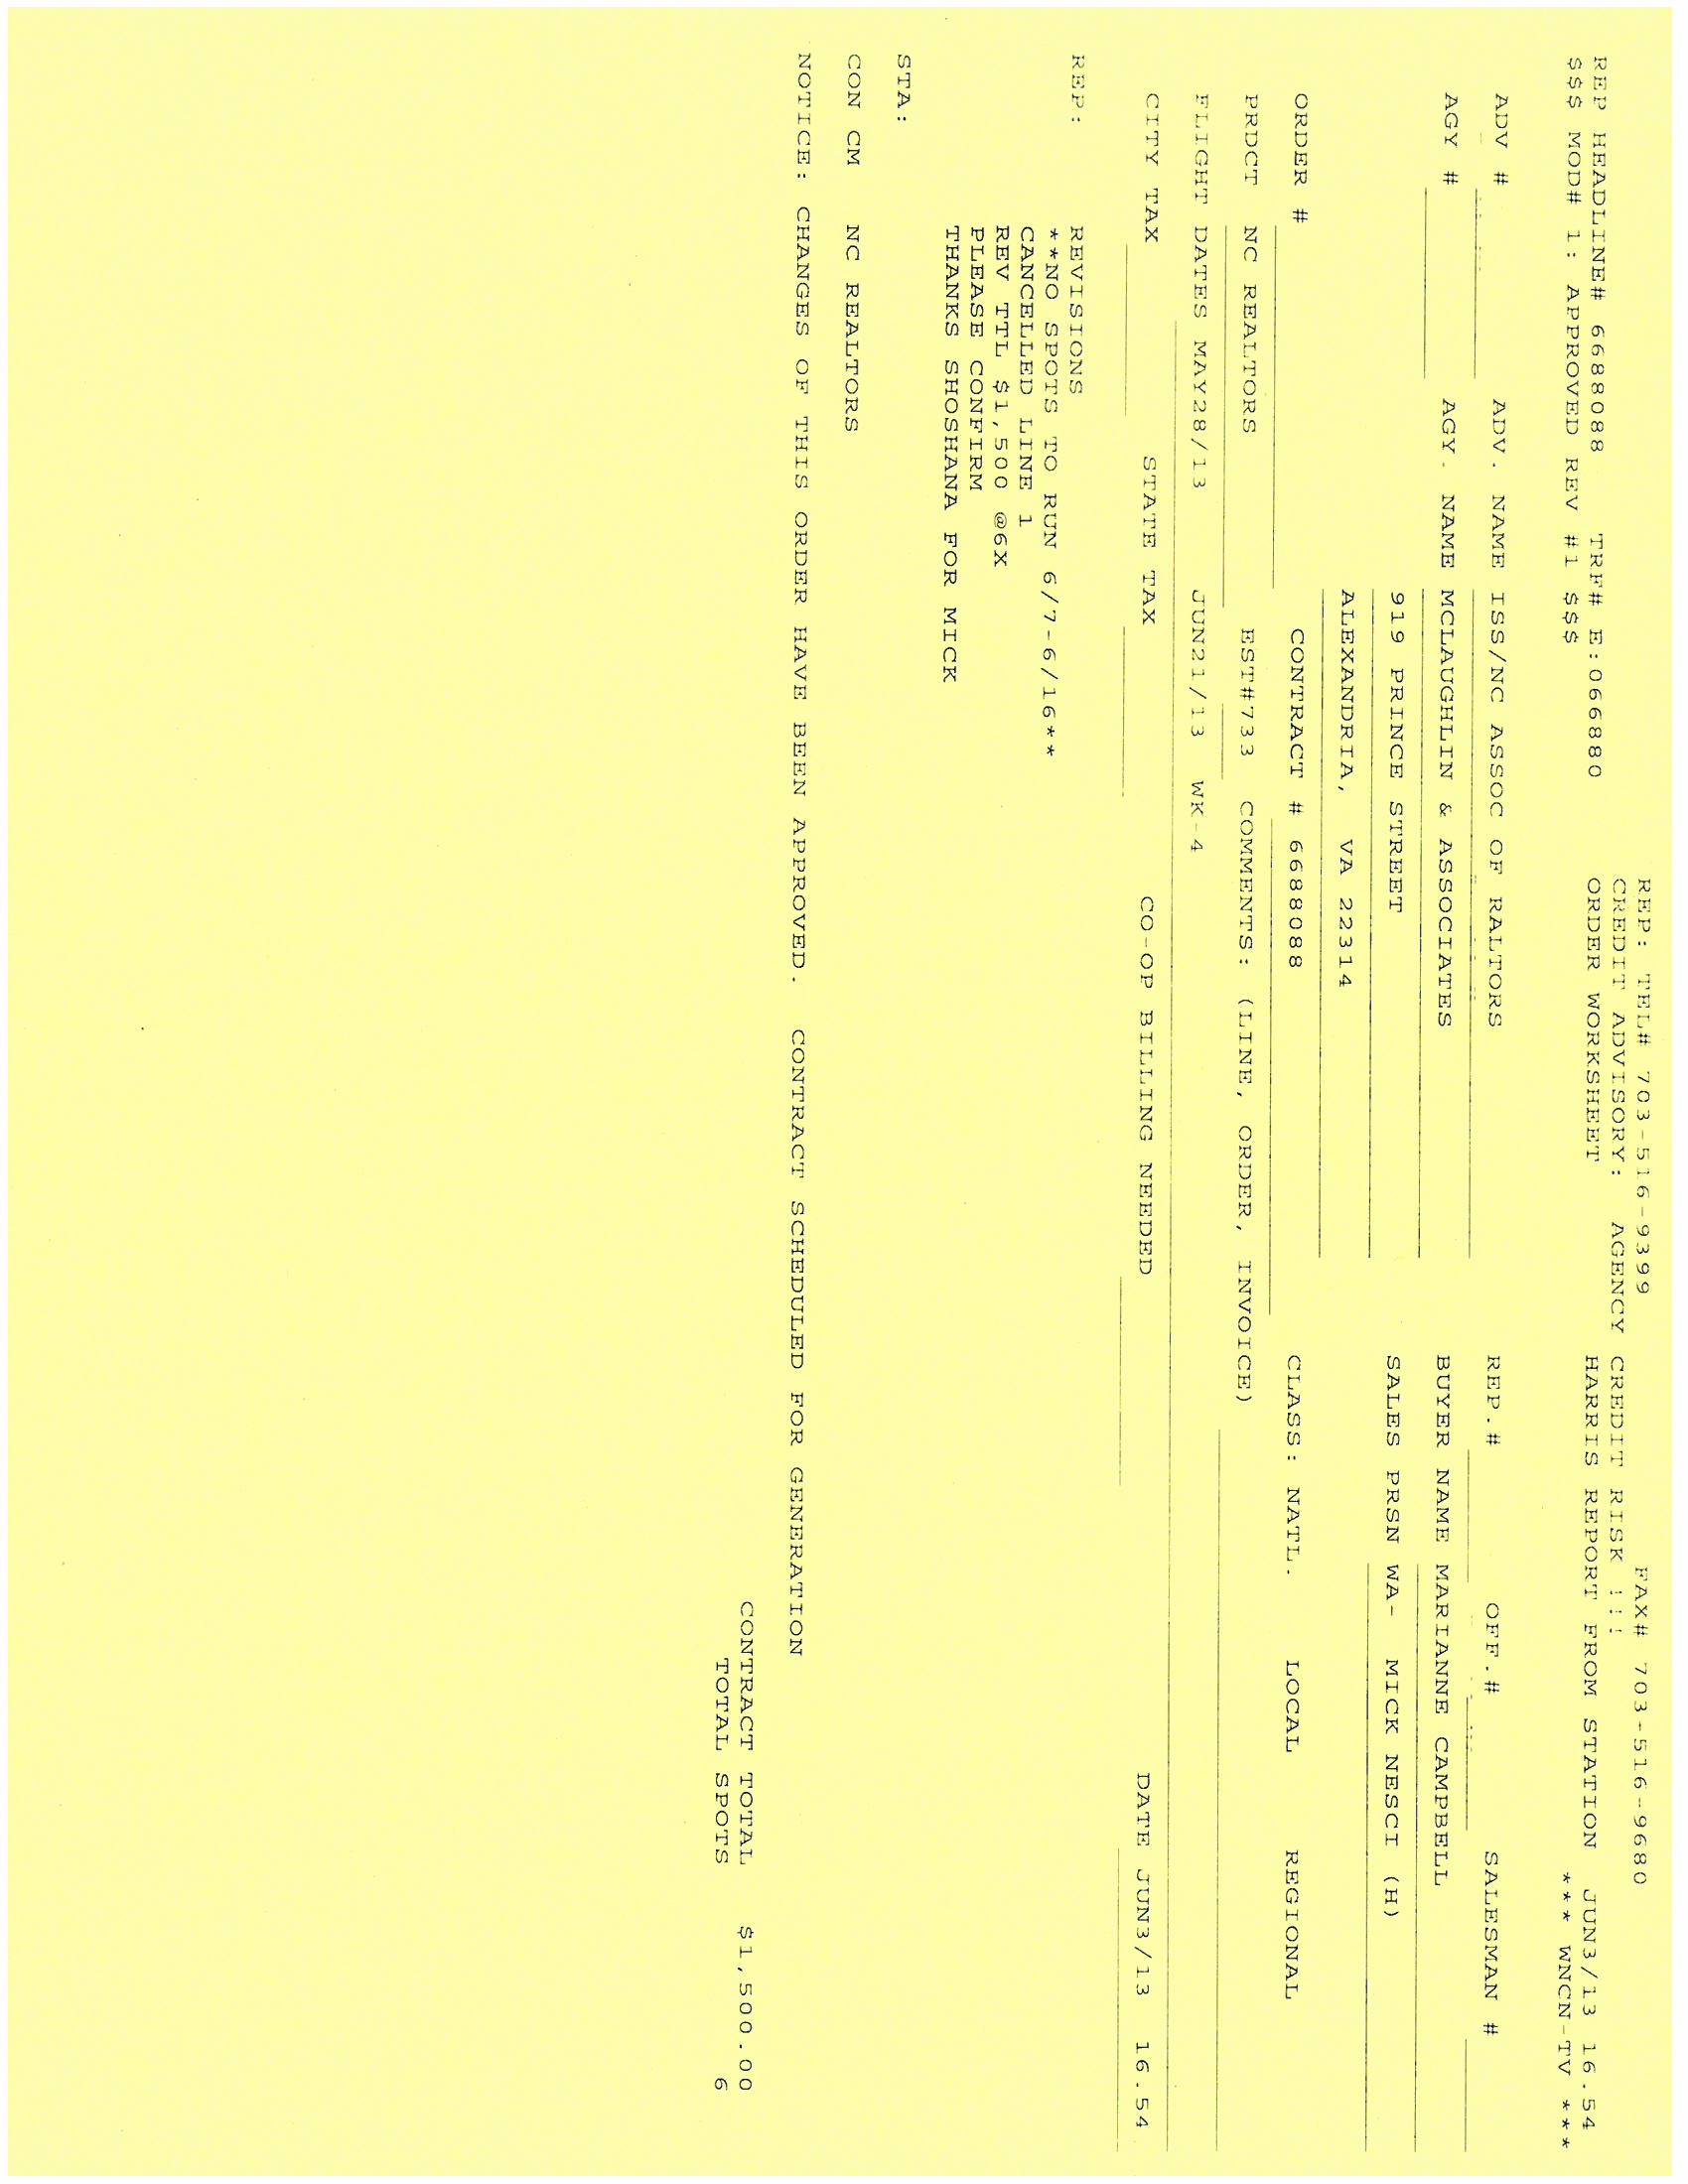 REP: TEL# 703-516-9399 FAX# 703-516-9680
CREDIT ADVISORY: AGENCY CREDIT RISK !!!
REP HEADLINE# 6688088 TRF# E:066880 ORDER WORKSHEET HARRIS REPORT FROM STATION JUN3/13 16.54
$$$ MOD# 1: APPROVED REV #1 $$$ *** WNCN-TV ***
ADV # ADV. NAME ISS/NC ASSOC OF RALTORS REP.# OFF.# SALESMAN #
AGY # AGY. NAME MCLAUGHLIN & ASSOCIATES BUYER NAME MARIANNE CAMPBELL
919 PRINCE STREET SALES PRSN WA- MICK NESCI (H)
ALEXANDRIA, VA 22314
ORDER # CONTRACT # 6688088 CLASS: NATL. LOCAL REGIONAL
PRDCT NC REALTORS EST#733 COMMENTS: (LINE, ORDER, INVOICE)
FLIGHT DATES MAY28/13 JUN21/13 WK-4
CITY TAX STATE TAX CO-OP BILLING NEEDED DATE JUN3/13 16.54
REP: REVISIONS
**NO SPOTS TO RUN 6/7-6/16**
CANCELLED LINE 1
REV TTL $1,500 @6X
PLEASE CONFIRM
THANKS SHOSHANA FOR MICK
STA:
CON CM NC REALTORS
NOTICE: CHANGES OF THIS ORDER HAVE BEEN APPROVED. CONTRACT SCHEDULED FOR GENERATION
CONTRACT TOTAL $1,500.00
TOTAL SPOTS 6